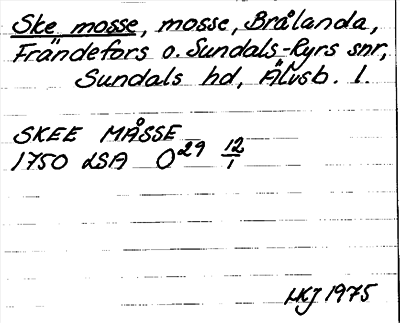 Ske mosse, mosse, Brålanda,
Frändefors o. Sundals-Ryrs snr,
Sundals hd, Älvsb. l.
SKEE MÅSSE
1750 LSA O29 12/1
HKJ 1975